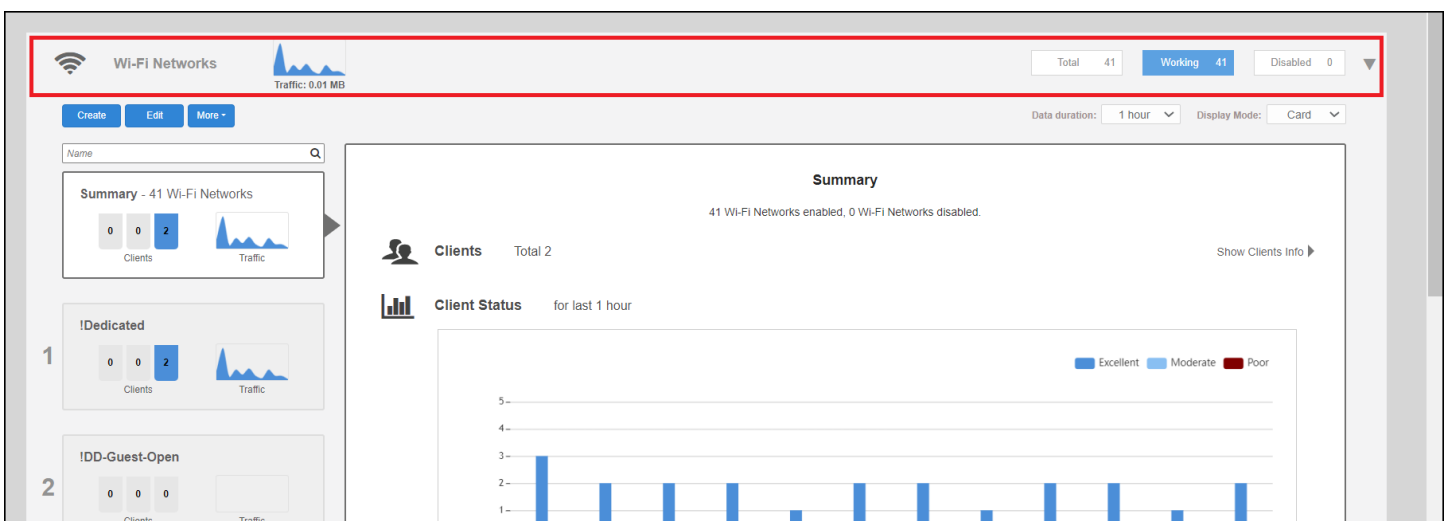 Wi-Fi Networks
Traffic: 0.01 MB
Total 41
Working 41
Disabled 0
Create
Edit
More
Data duration: 1 hour
Display Mode: Card
Name
Summary - 41 Wi-Fi Networks
0 0 2
Clients Traffic
Summary
41 Wi-Fi Networks enabled, 0 Wi-Fi Networks disabled.
Clients Total 2
Show Clients Info
Client Status for last 1 hour
1
!Dedicated
0 0 2
Clients Traffic
Excellent Moderate Poor
5
4
3
2
1
2
!DD-Guest-Open
0 0 0
Clients Traffic